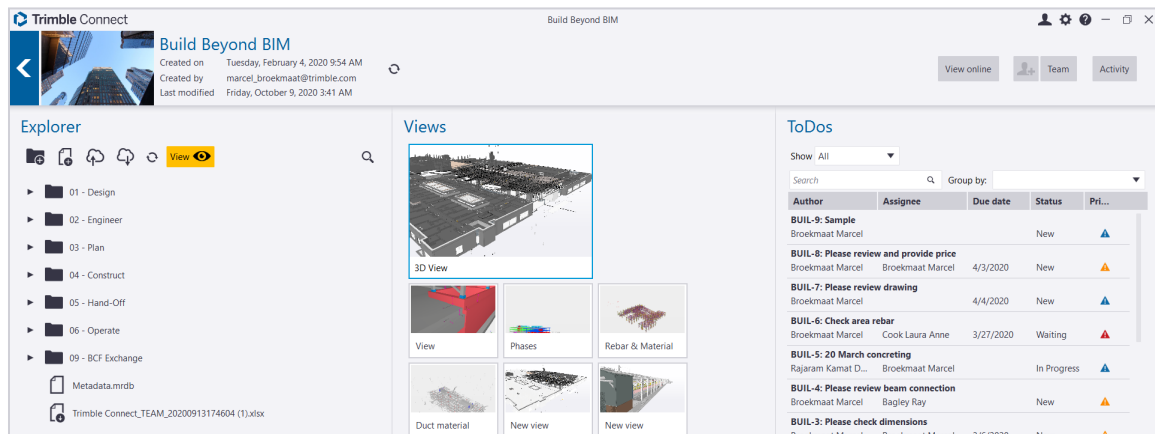 Trimble Connect
Build Beyond BIM
Build Beyond BIM
Created on Tuesday, February 4, 2020 9:54 AM
Created by marcel_broekmaat@trimble.com
Last modified Friday, October 9, 2020 3:41 AM
View online
Team
Activity
Explorer
View
01 - Design
02 - Engineer
03 - Plan
04 - Construct
05 - Hand-Off
06 - Operate
09 - BCF Exchange
Metadata.mrdb
Trimble Connect_TEAM_20200913174604 (1).xlsx
Views
3D View
View Phases Rebar & Material
Duct material New view New view
ToDos
Show All
Search Group by:
Author Assignee Due date Status Pri...
BUIL-9: Sample
Broekmaat Marcel New
BUIL-8: Please review and provide price
Broekmaat Marcel Broekmaat Marcel 4/3/2020 New
BUIL-7: Please review drawing
Broekmaat Marcel 4/4/2020 New
BUIL-6: Check area rebar
Broekmaat Marcel Cook Laura Anne 3/27/2020 Waiting
BUIL-5: 20 March concreting
Rajaram Kamat D... Broekmaat Marcel In Progress
BUIL-4: Please review beam connection
Broekmaat Marcel Bagley Ray New
BUIL-3: Please check dimensions